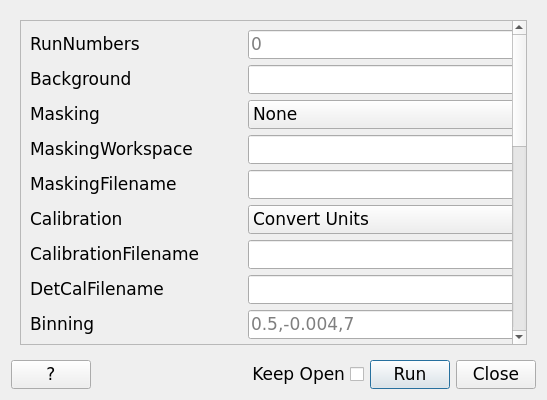 RunNumbers 0
Background
Masking None
MaskingWorkspace
MaskingFilename
Calibration Convert Units
CalibrationFilename
DetCalFilename
Binning 0.5,-0.004,7
? Keep Open Run Close